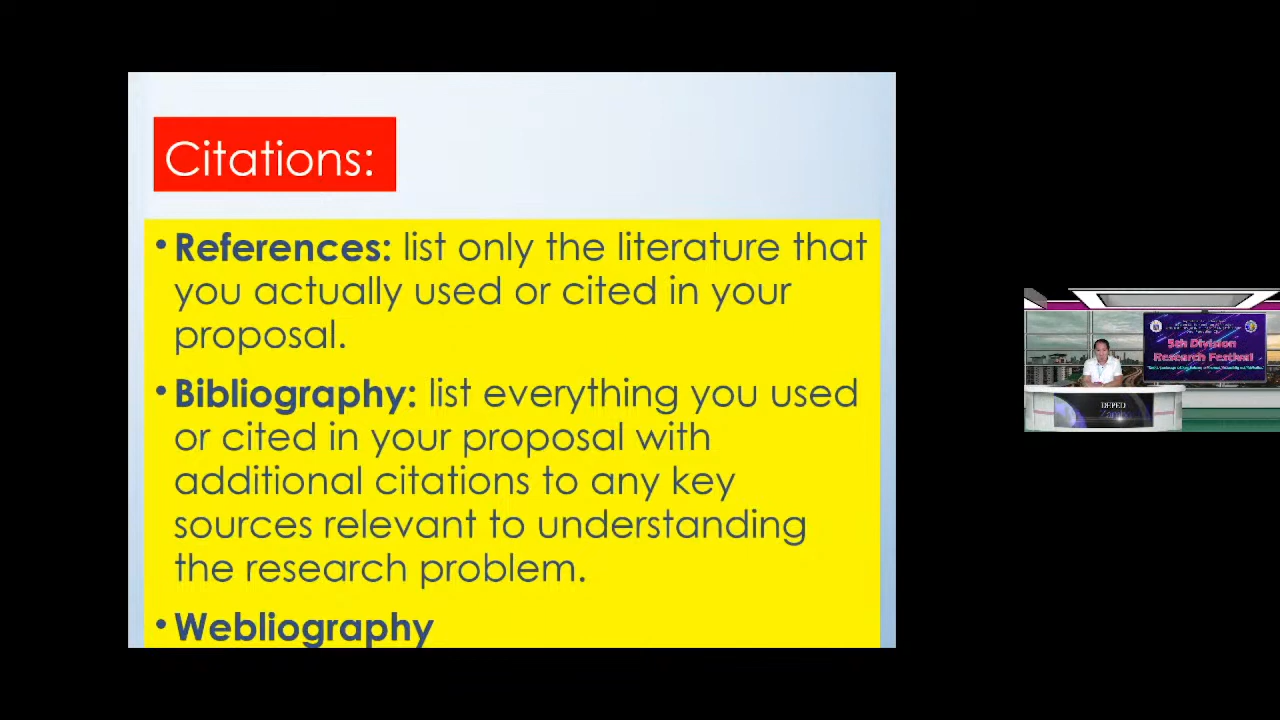 Citations:
• References: list only the literature that
you actually used or cited in your
proposal.
• Bibliography: list everything you used
or cited in your proposal with
additional citations to any key
sources relevant to understanding
the research problem.
• Webliography
5th Division
Research Festival
DEPED